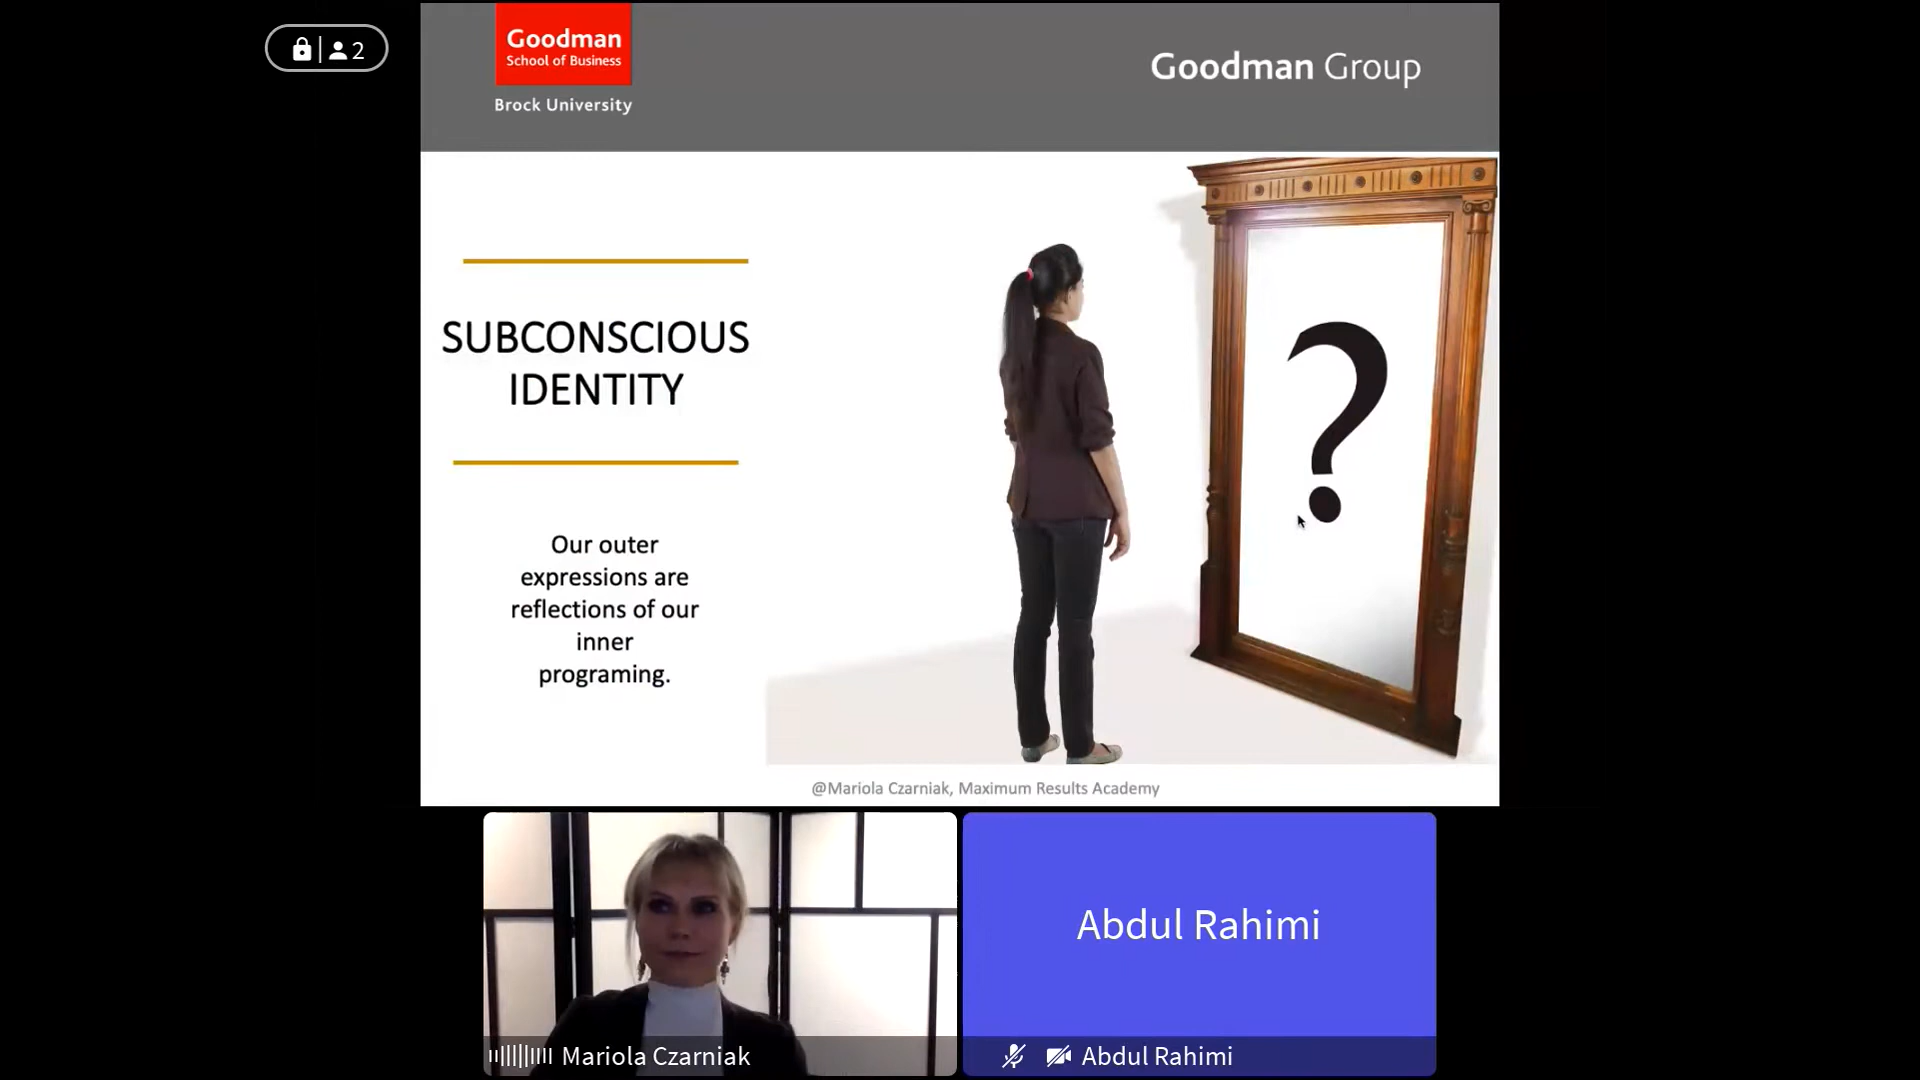 2
Goodman
School of Business
Brock University
Goodman Group
SUBCONSCIOUS
IDENTITY
Our outer
expressions are
reflections of our
inner
programing.
?
@Mariola Czarniak, Maximum Results Academy
Mariola Czarniak
Abdul Rahimi
Abdul Rahimi